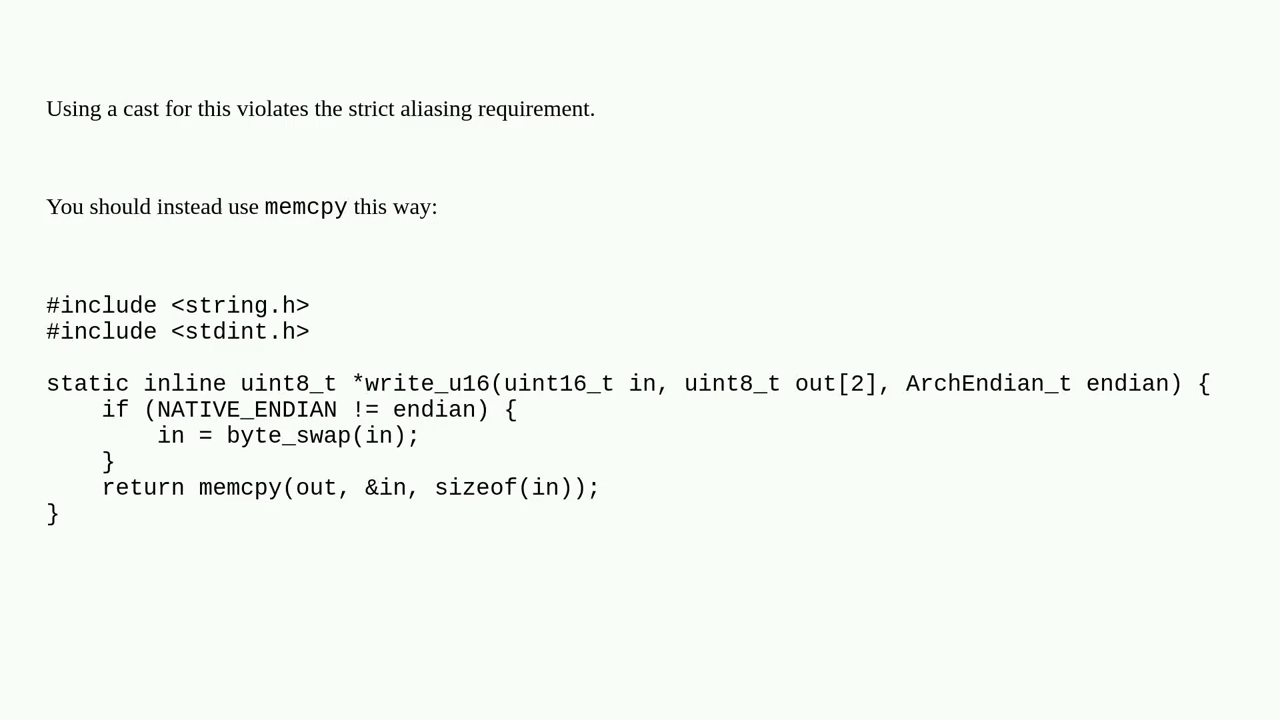 Using a cast for this violates the strict aliasing requirement.
You should instead use memcpy this way:
#include <string.h>
#include <stdint.h>
static inline uint8_t *write_u16(uint16_t in, uint8_t out[2], ArchEndian_t endian) {
    if (NATIVE_ENDIAN != endian) {
        in = byte_swap(in);
    }
    return memcpy(out, &in, sizeof(in));
}